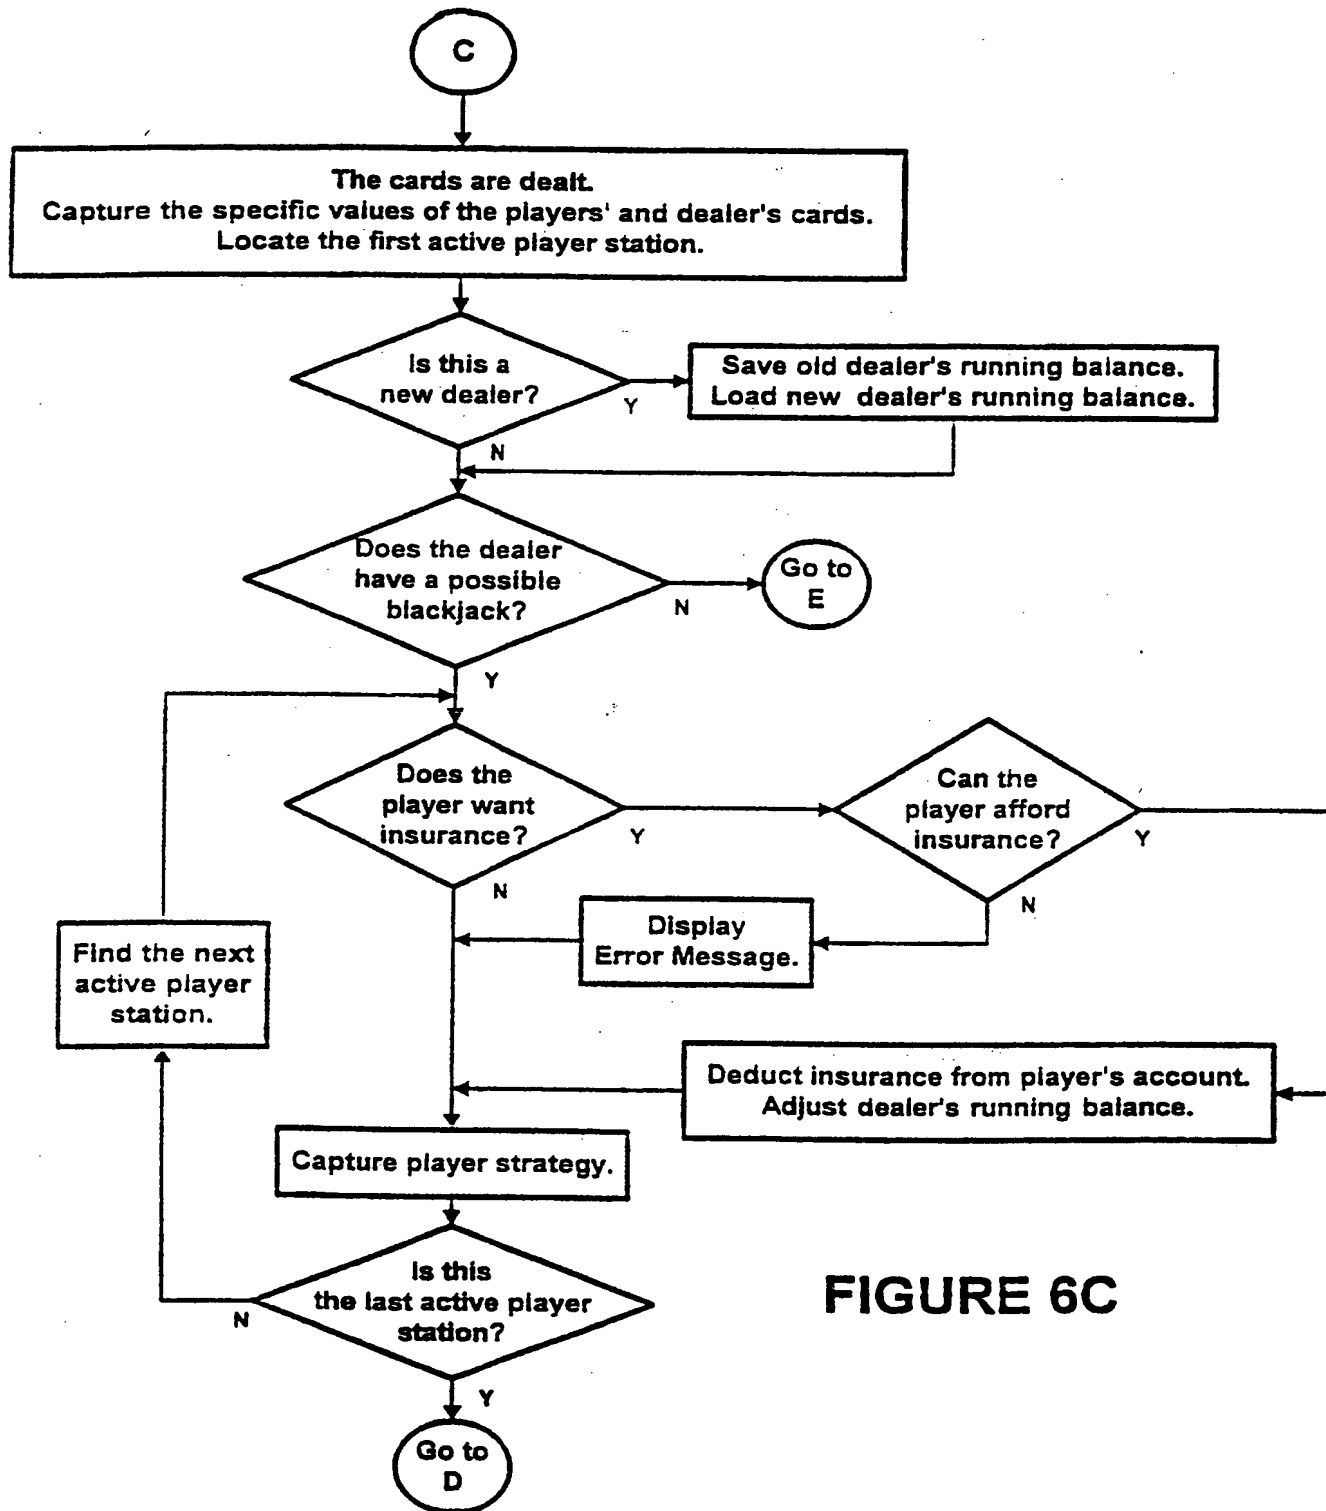 C
The cards are dealt.
Capture the specific values of the players' and dealer's cards.
Locate the first active player station.
Is this a
new dealer?
Y
Save old dealer's running balance.
Load new dealer's running balance.
N
Does the dealer
have a possible
blackjack?
N
Go to
E
Y
Does the
player want
insurance?
Y
Can the
player afford
insurance?
Y
N
N
Display
Error Message.
Find the next
active player
station.
Deduct insurance from player's account.
Adjust dealer's running balance.
Capture player strategy.
Is this
the last active player
station?
N
Y
Go to
D
FIGURE 6C